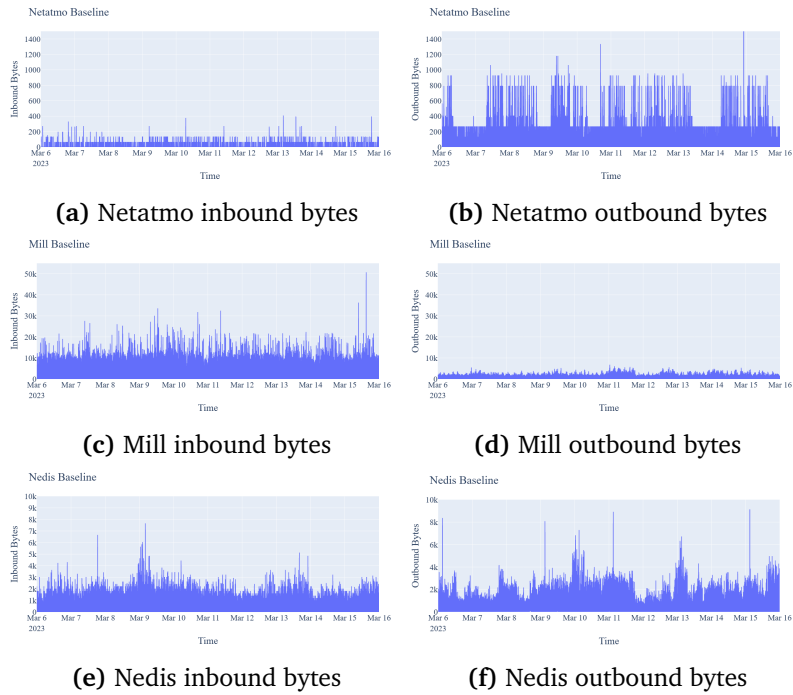 Netatmo Baseline
Inbound Bytes
1400
1200
1000
800
600
400
200
0
Mar 6 Mar 7 Mar 8 Mar 9 Mar 10 Mar 11 Mar 12 Mar 13 Mar 14 Mar 15 Mar 16
2023
Time
(a) Netatmo inbound bytes
Netatmo Baseline
Outbound Bytes
1400
1200
1000
800
600
400
200
0
Mar 6 Mar 7 Mar 8 Mar 9 Mar 10 Mar 11 Mar 12 Mar 13 Mar 14 Mar 15 Mar 16
2023
Time
(b) Netatmo outbound bytes
Mill Baseline
Inbound Bytes
50k
40k
30k
20k
10k
0
Mar 6 Mar 7 Mar 8 Mar 9 Mar 10 Mar 11 Mar 12 Mar 13 Mar 14 Mar 15 Mar 16
2023
Time
(c) Mill inbound bytes
Mill Baseline
Outbound Bytes
50k
40k
30k
20k
10k
0
Mar 6 Mar 7 Mar 8 Mar 9 Mar 10 Mar 11 Mar 12 Mar 13 Mar 14 Mar 15 Mar 16
2023
Time
(d) Mill outbound bytes
Nedis Baseline
Inbound Bytes
10k
9k
8k
7k
6k
5k
4k
3k
2k
1k
0
Mar 6 Mar 7 Mar 8 Mar 9 Mar 10 Mar 11 Mar 12 Mar 13 Mar 14 Mar 15 Mar 16
2023
Time
(e) Nedis inbound bytes
Nedis Baseline
Outbound Bytes
10k
8k
6k
4k
2k
0
Mar 6 Mar 7 Mar 8 Mar 9 Mar 10 Mar 11 Mar 12 Mar 13 Mar 14 Mar 15 Mar 16
2023
Time
(f) Nedis outbound bytes